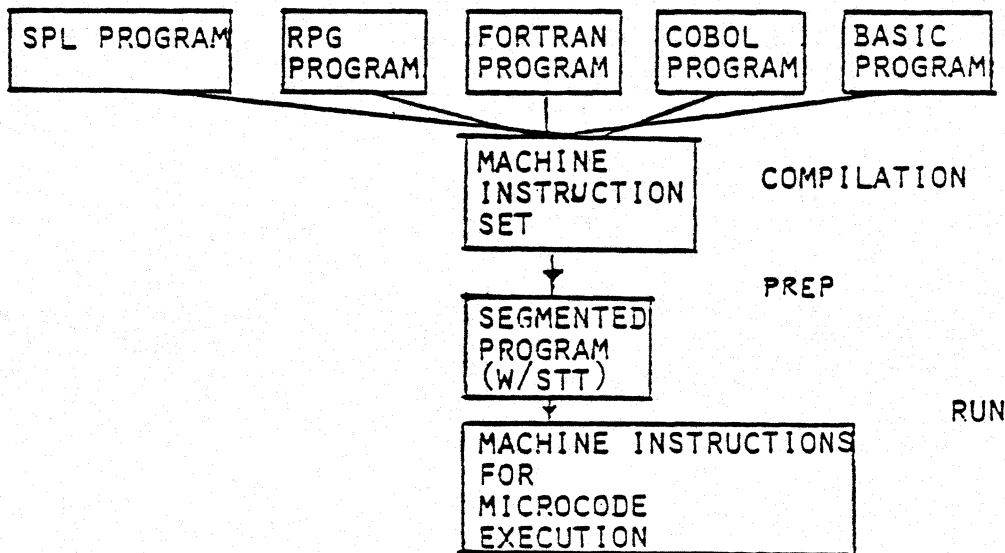 SPL PROGRAM
RPG
PROGRAM
FORTRAN
PROGRAM
COBOL
PROGRAM
BASIC
PROGRAM
MACHINE
INSTRUCTION
SET
COMPILATION
PREP
SEGMENTED
PROGRAM
(W/STT)
RUN
MACHINE INSTRUCTIONS
FOR
MICROCODE
EXECUTION